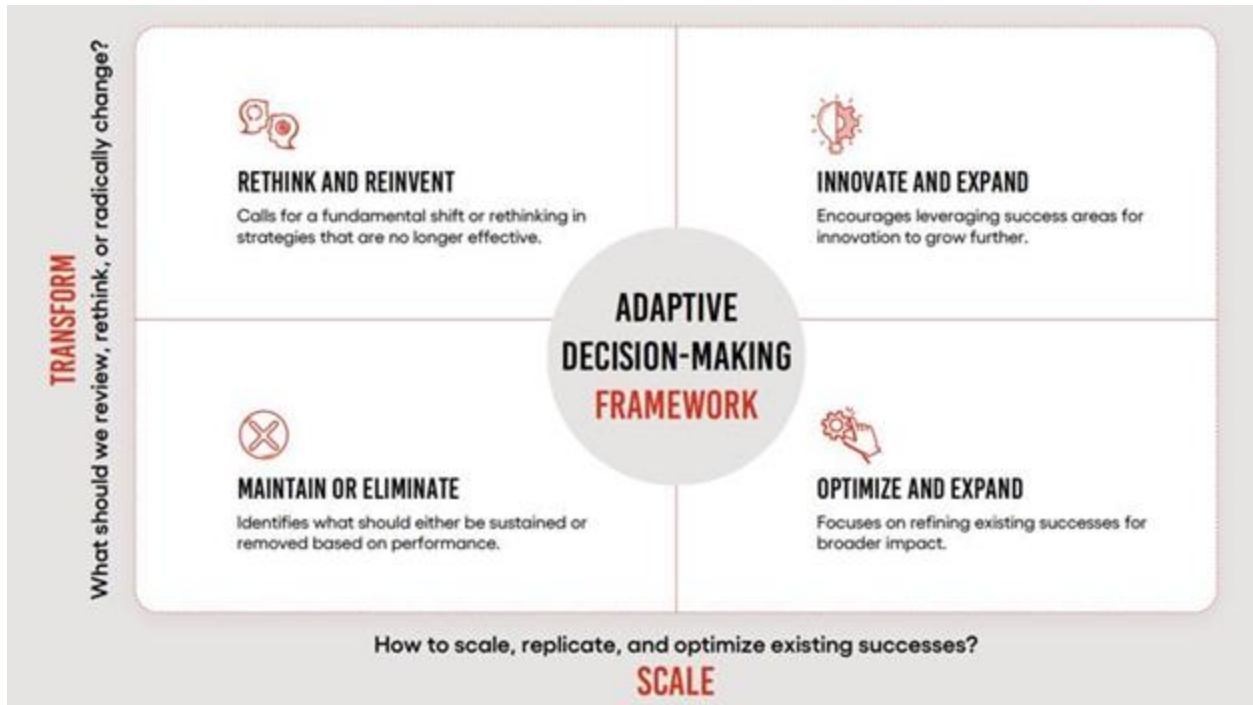 TRANSFORM
What should we review, rethink, or radically change?
RETHINK AND REINVENT
Calls for a fundamental shift or rethinking in
strategies that are no longer effective.
INNOVATE AND EXPAND
Encourages leveraging success areas for
innovation to grow further.
ADAPTIVE
DECISION-MAKING
FRAMEWORK
MAINTAIN OR ELIMINATE
Identifies what should either be sustained or
removed based on performance.
OPTIMIZE AND EXPAND
Focuses on refining existing successes for
broader impact.
How to scale, replicate, and optimize existing successes?
SCALE